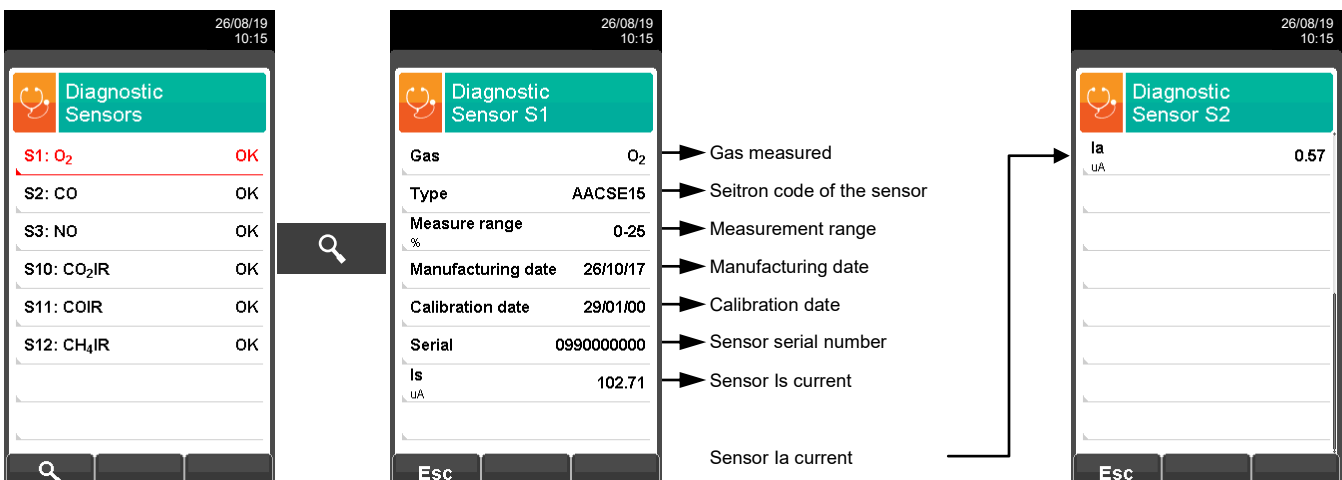 26/08/19
10:15
Diagnostic
Sensors
S1: O₂ OK
S2: CO OK
S3: NO OK
S10: CO₂IR OK
S11: COIR OK
S12: CH₄IR OK
26/08/19
10:15
Diagnostic
Sensor S1
Gas O₂
Type AACSE15
Measure range 0-25
%
Manufacturing date 26/10/17
Calibration date 29/01/00
Serial 0990000000
Is 102.71
uA
Esc
Gas measured
Seitron code of the sensor
Measurement range
Manufacturing date
Calibration date
Sensor serial number
Sensor Is current
Sensor Ia current
26/08/19
10:15
Diagnostic
Sensor S2
Ia 0.57
uA
Esc